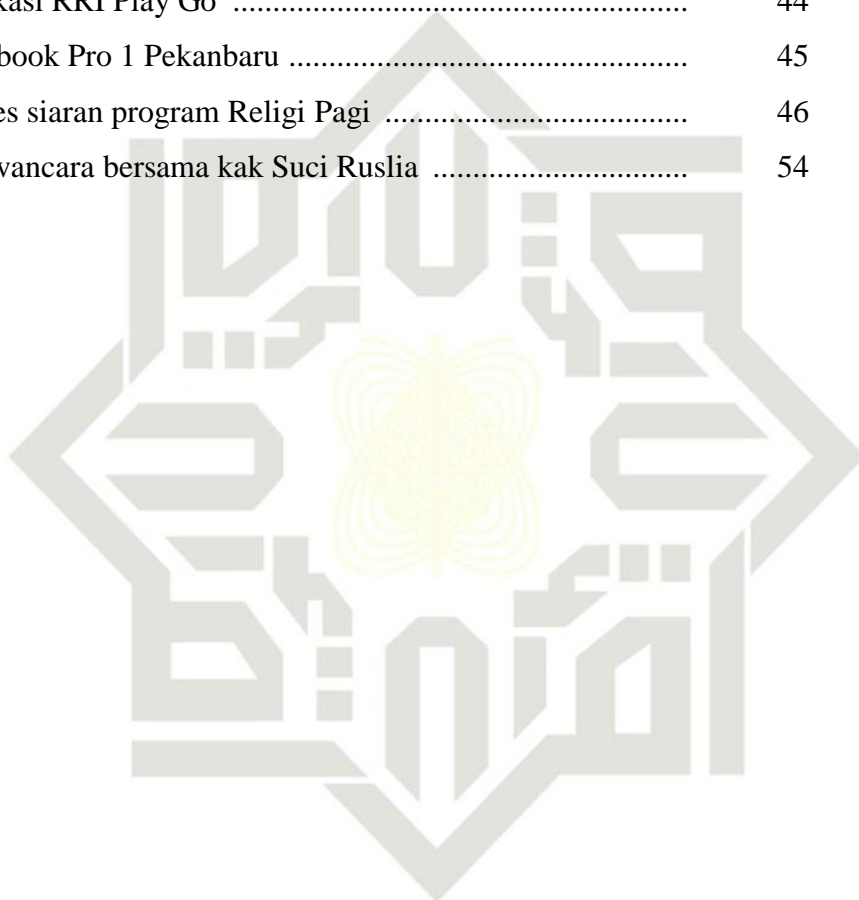 kasi RRI Play Go ........................................................ 44
book Pro 1 Pekanbaru ................................................. 45
es siaran program Religi Pagi ..................................... 46
vancara bersama kak Suci Ruslia ............................... 54